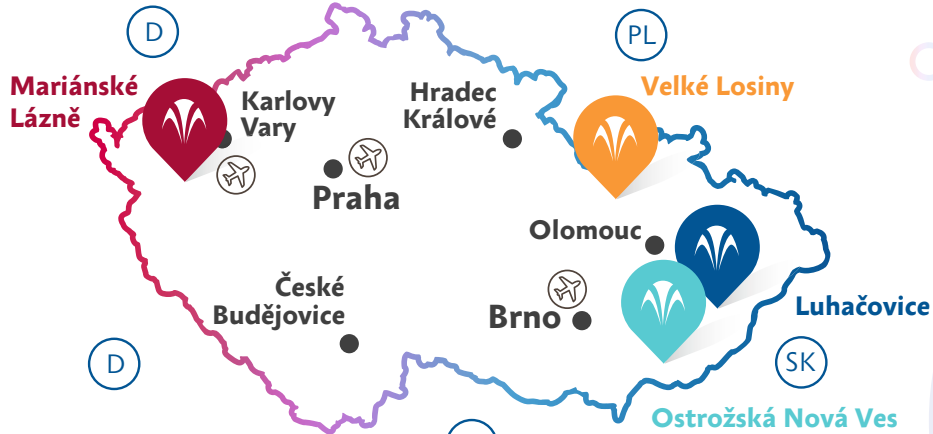 D
PL
Mariánské
Lázně
Karlovy
Vary
Hradec
Králové
Velké Losiny
Praha
Olomouc
České
Budějovice
Brno
Luhačovice
D
SK
Ostrožská Nová Ves